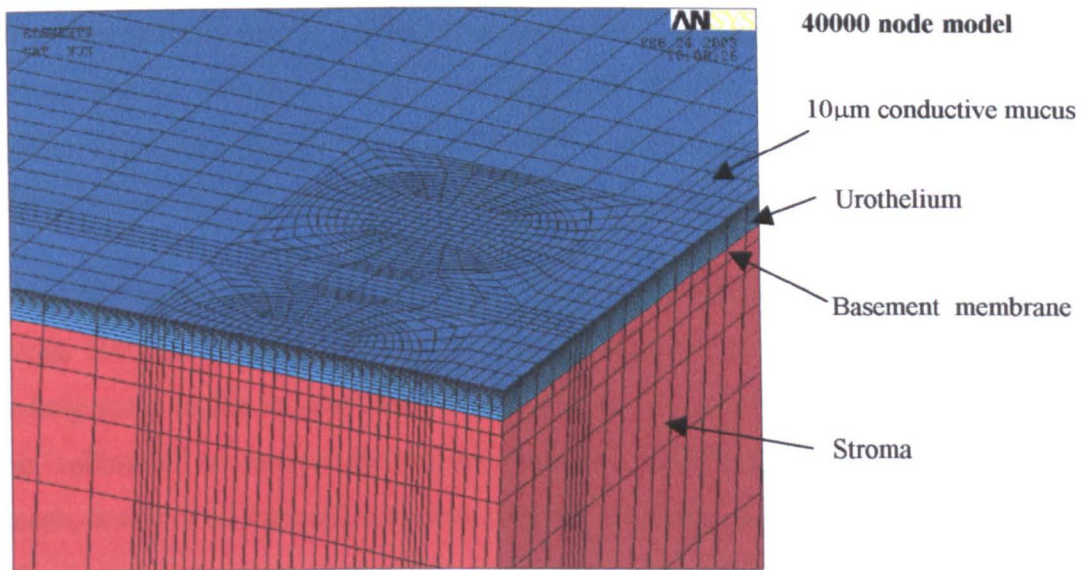 ANSYS
40000 node model
10μm conductive mucus
Urothelium
Basement membrane
Stroma